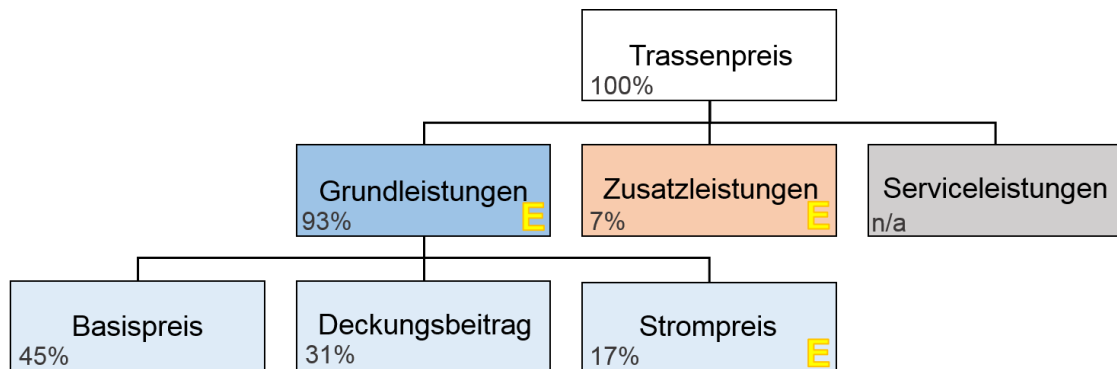 Trassenpreis
100%
Grundleistungen
93% E
Zusatzleistungen
7% E
Serviceleistungen
n/a
Basispreis
45%
Deckungsbeitrag
31%
Strompreis
17% E